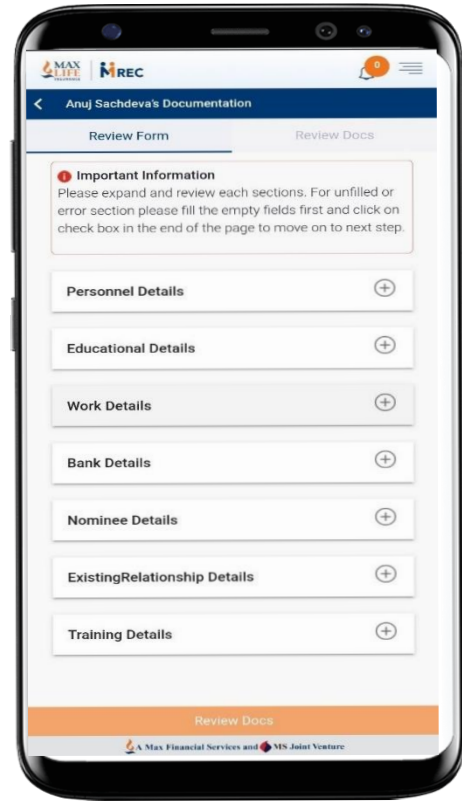 MAX
LIFE
INSURANCE
MREC
0
Anuj Sachdeva's Documentation
Review Form
Review Docs
Important Information
Please expand and review each sections. For unfilled or
error section please fill the empty fields first and click on
check box in the end of the page to move on to next step.
Personnel Details
Educational Details
Work Details
Bank Details
Nominee Details
ExistingRelationship Details
Training Details
Review Docs
A Max Financial Services and MS Joint Venture